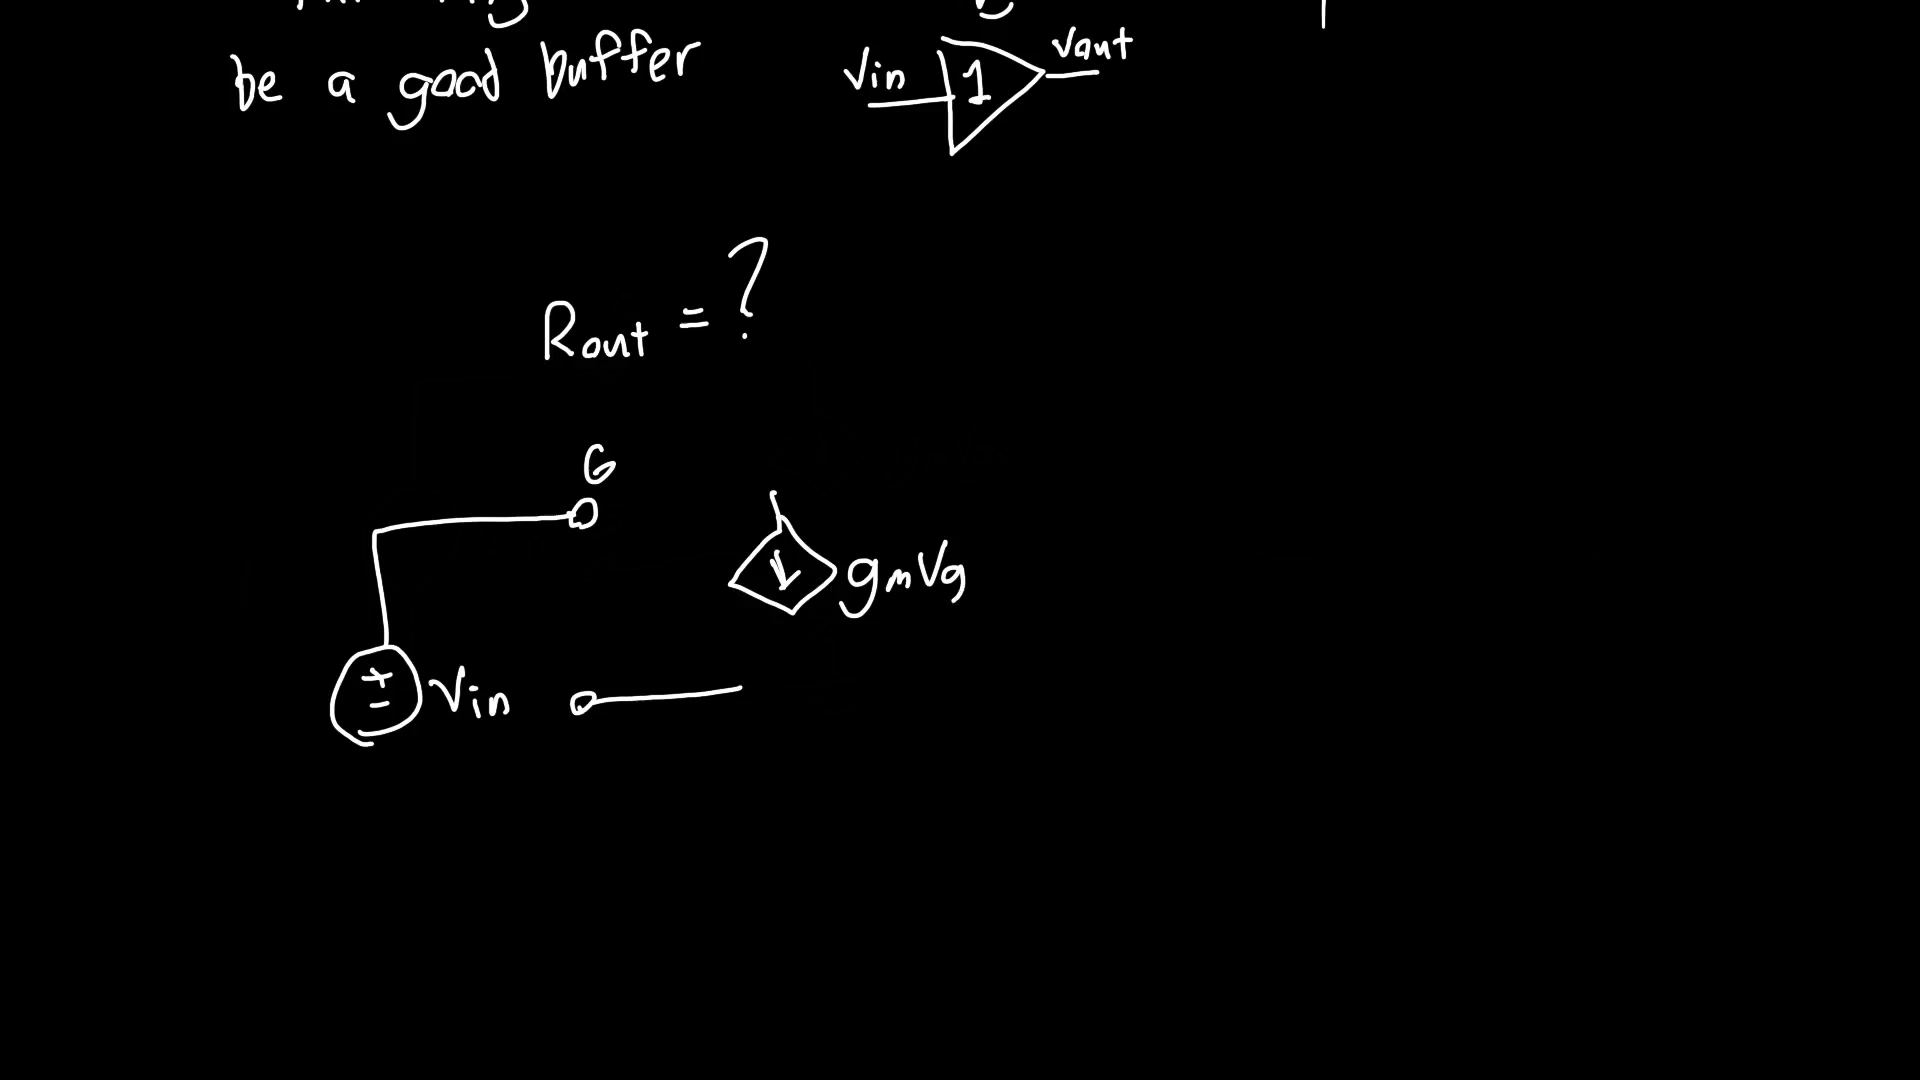 be a good buffer
Vin 1 Vout
Rout = ?
G
gmVg
+
- Vin